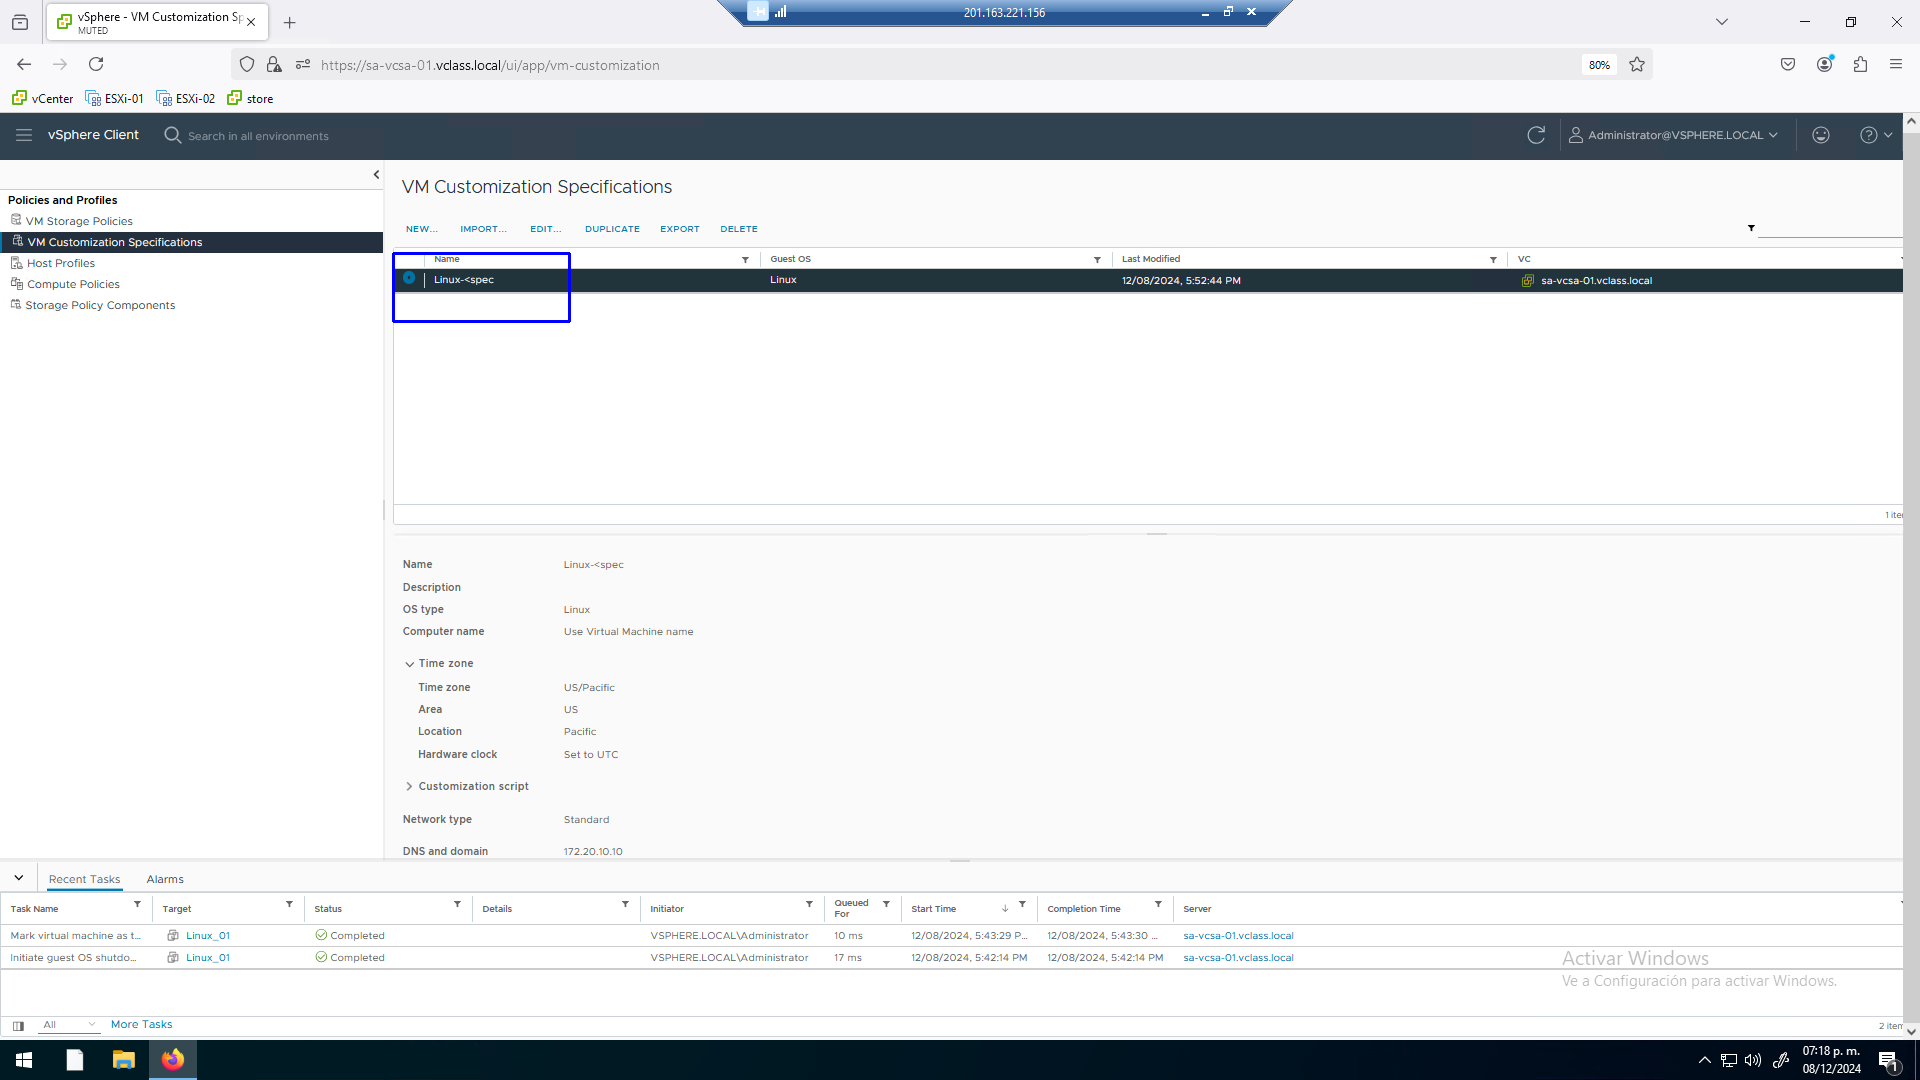 vSphere - VM Customization Sp
MUTED
201.163.221.156
https://sa-vcsa-01.vclass.local/ui/app/vm-customization
80%
vCenter
ESXi-01
ESXi-02
store
vSphere Client
Search in all environments
Administrator@VSPHERE.LOCAL
Policies and Profiles
VM Storage Policies
VM Customization Specifications
Host Profiles
Compute Policies
Storage Policy Components
VM Customization Specifications
NEW... IMPORT... EDIT... DUPLICATE EXPORT DELETE
Name Guest OS Last Modified VC
Linux-<spec Linux 12/08/2024, 5:52:44 PM sa-vcsa-01.vclass.local
1 iter
Name Linux-<spec
Description
OS type Linux
Computer name Use Virtual Machine name
Time zone
Time zone US/Pacific
Area US
Location Pacific
Hardware clock Set to UTC
Customization script
Network type Standard
DNS and domain 172.20.10.10
Recent Tasks Alarms
Task Name Target Status Details Initiator Queued For Start Time Completion Time Server
Mark virtual machine as t... Linux_01 Completed VSPHERE.LOCAL\Administrator 10 ms 12/08/2024, 5:43:29 P... 12/08/2024, 5:43:30 ... sa-vcsa-01.vclass.local
Initiate guest OS shutdo... Linux_01 Completed VSPHERE.LOCAL\Administrator 17 ms 12/08/2024, 5:42:14 PM 12/08/2024, 5:42:14 PM sa-vcsa-01.vclass.local
Activar Windows
Ve a Configuración para activar Windows.
All More Tasks
2 item
07:18 p. m.
08/12/2024
1